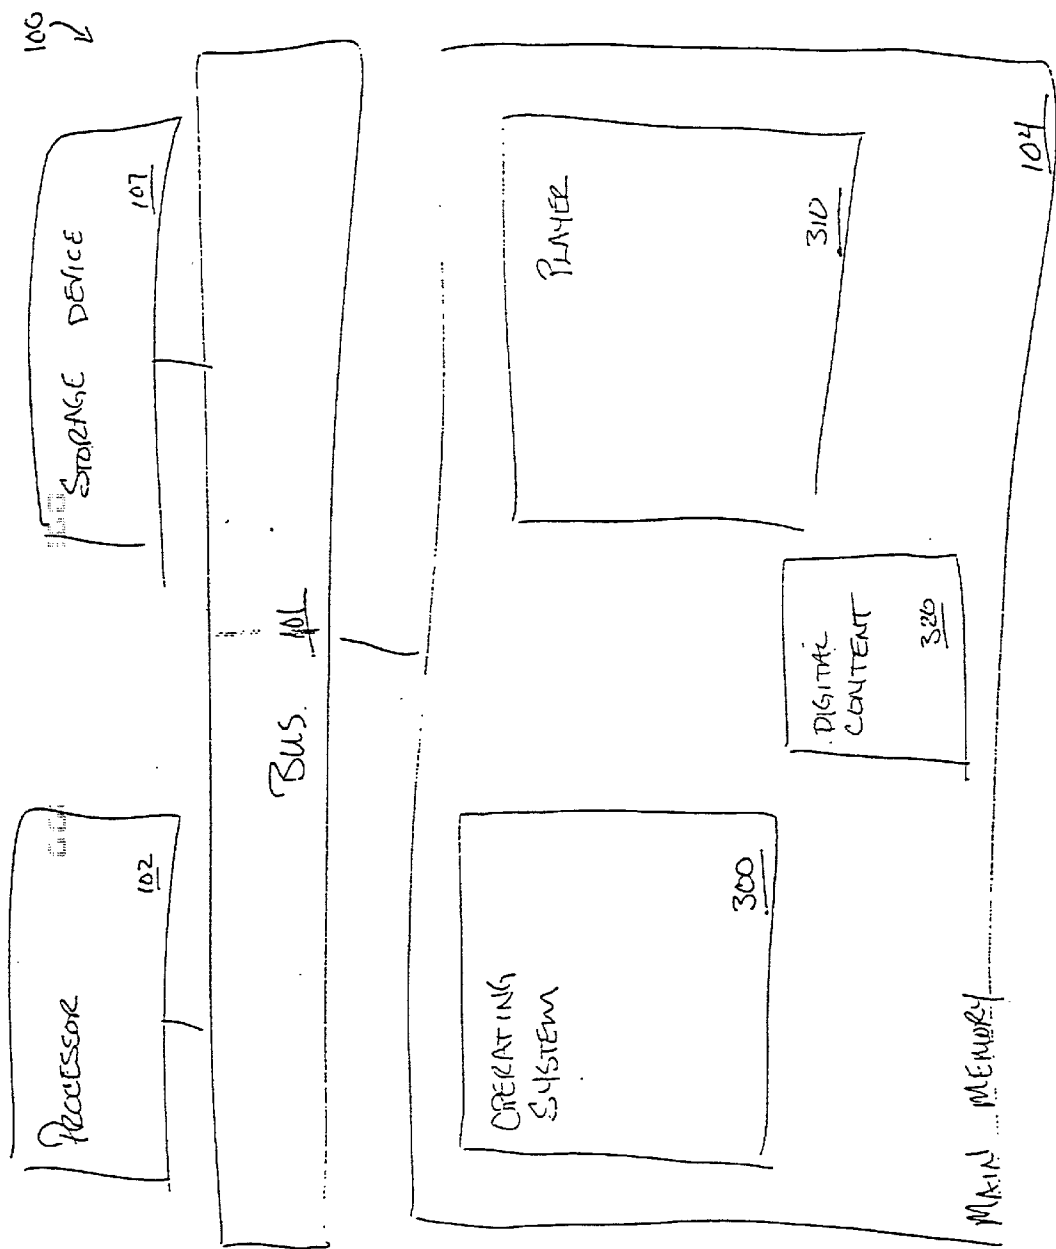 100
PROCESSOR
102
STORAGE DEVICE
107
BUS
101
OPERATING
SYSTEM
300
PLAYER
310
DIGITAL
CONTENT
320
MAIN MEMORY
104